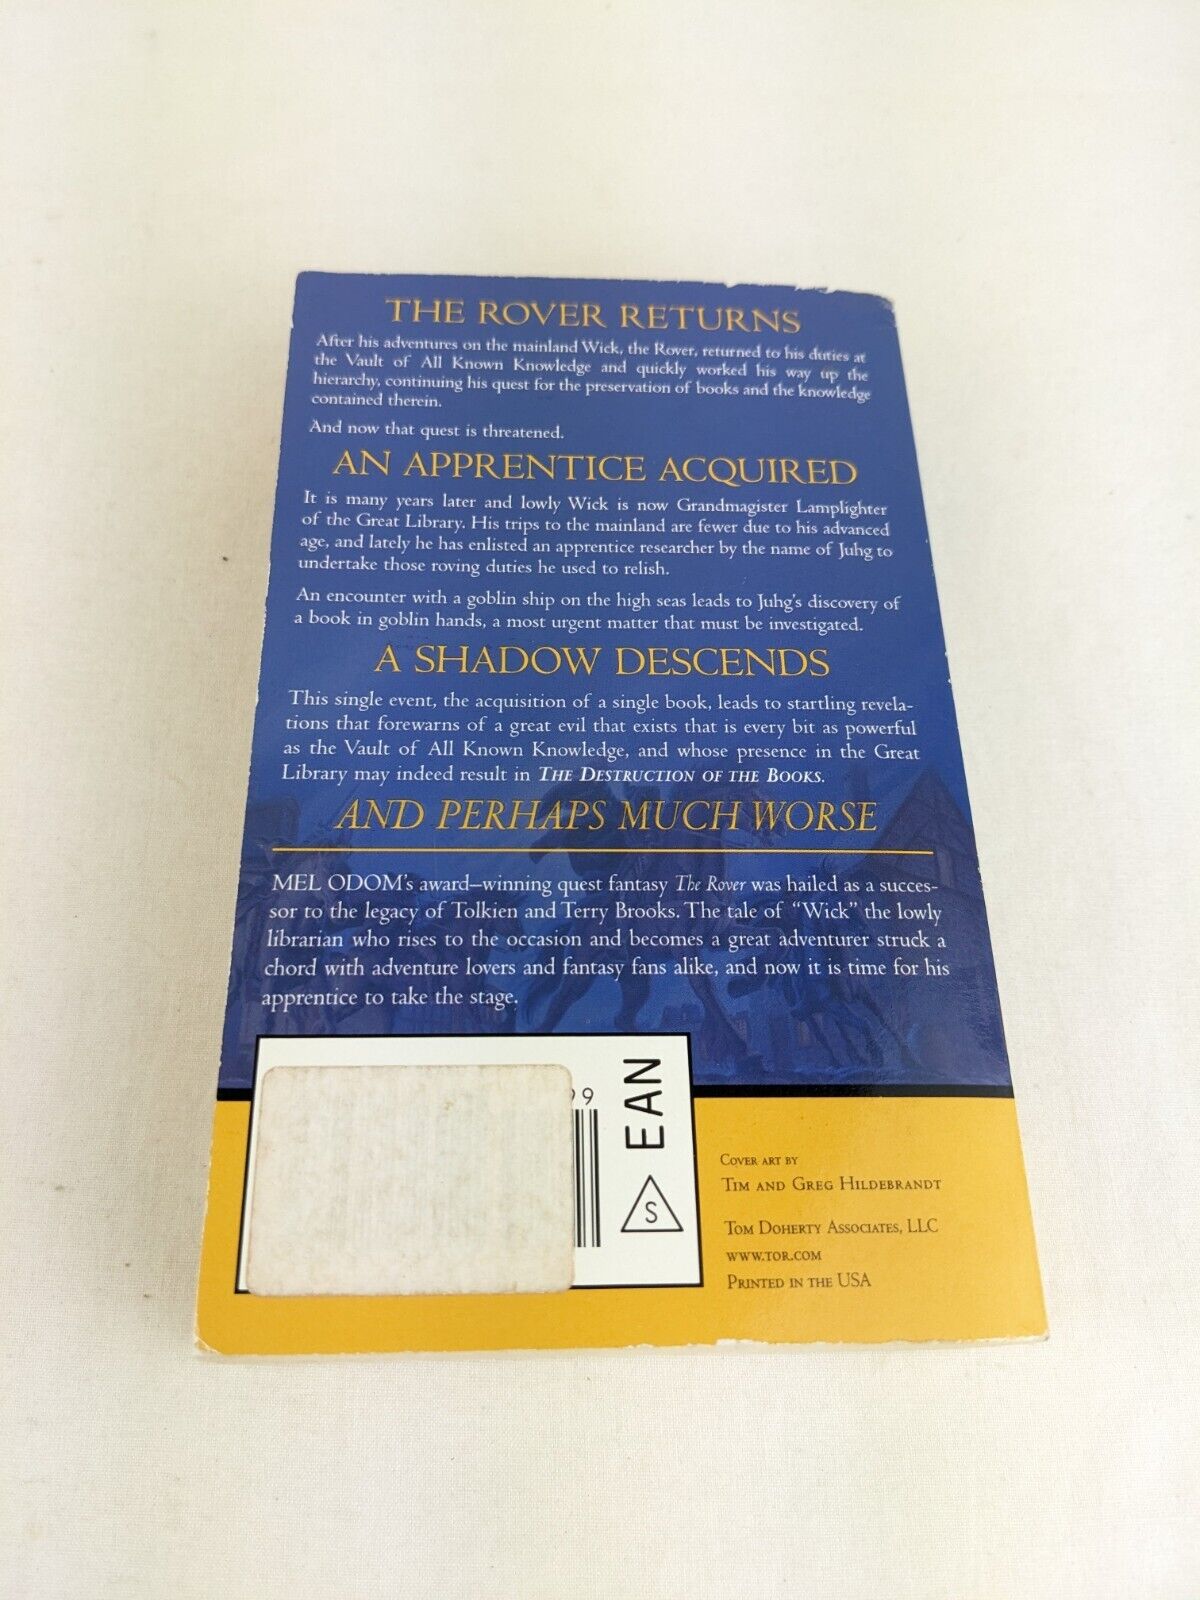 THE ROVER RETURNS
After his adventures on the mainland Wick, the Rover, returned to his duties at
the Vault of All Known Knowledge and quickly worked his way up the
hierarchy, continuing his quest for the preservation of books and the knowledge
contained therein.
And now that quest is threatened.
AN APPRENTICE ACQUIRED
It is many years later and lowly Wick is now Grandmagister Lamplighter
of the Great Library. His trips to the mainland are fewer due to his advanced
age, and lately he has enlisted an apprentice researcher by the name of Juhg to
undertake those roving duties he used to relish.
An encounter with a goblin ship on the high seas leads to Juhg's discovery of
a book in goblin hands, a most urgent matter that must be investigated.
A SHADOW DESCENDS
This single event, the acquisition of a single book, leads to startling revela-
tions that forewarns of a great evil that exists that is every bit as powerful
as the Vault of All Known Knowledge, and whose presence in the Great
Library may indeed result in THE DESTRUCTION OF THE BOOKS.
AND PERHAPS MUCH WORSE
MEL ODOM's award–winning quest fantasy The Rover was hailed as a succes-
sor to the legacy of Tolkien and Terry Brooks. The tale of "Wick" the lowly
librarian who rises to the occasion and becomes a great adventurer struck a
chord with adventure lovers and fantasy fans alike, and now it is time for his
apprentice to take the stage.
99
EAN
S
COVER ART BY
TIM AND GREG HILDEBRANDT
TOM DOHERTY ASSOCIATES, LLC
WWW.TOR.COM
PRINTED IN THE USA